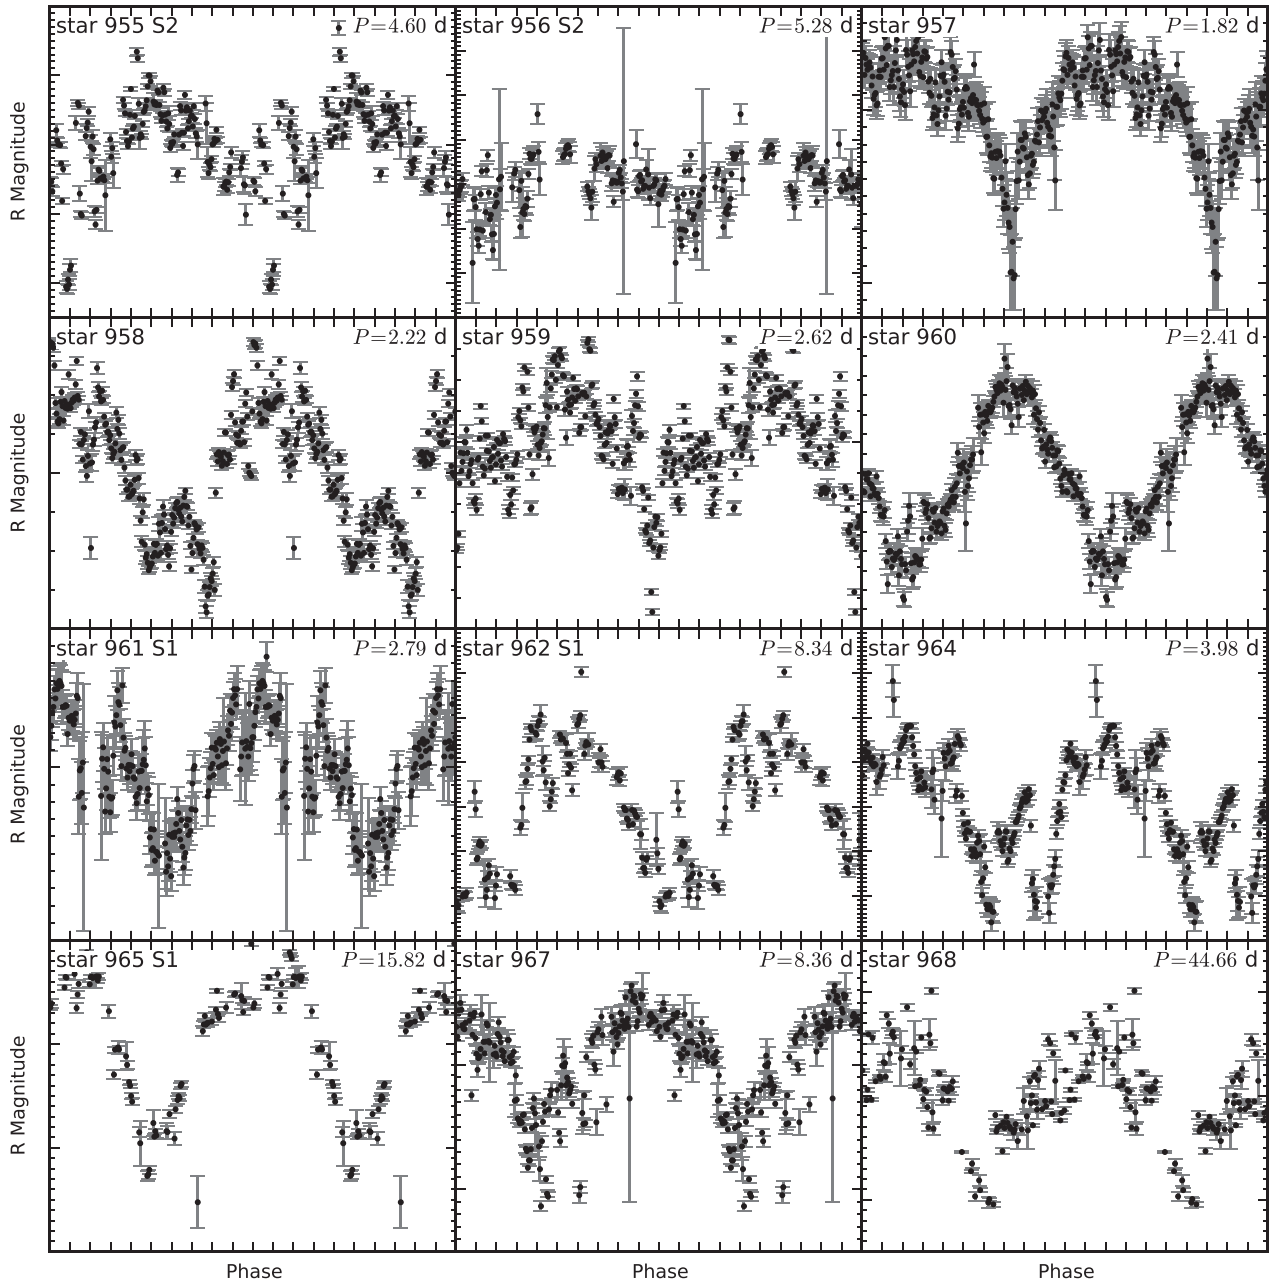 star 955 S2 P=4.60 d
star 956 S2 P=5.28 d
star 957 P=1.82 d
R Magnitude
star 958 P=2.22 d
star 959 P=2.62 d
star 960 P=2.41 d
R Magnitude
star 961 S1 P=2.79 d
star 962 S1 P=8.34 d
star 964 P=3.98 d
R Magnitude
star 965 S1 P=15.82 d
star 967 P=8.36 d
star 968 P=44.66 d
R Magnitude
Phase
Phase
Phase